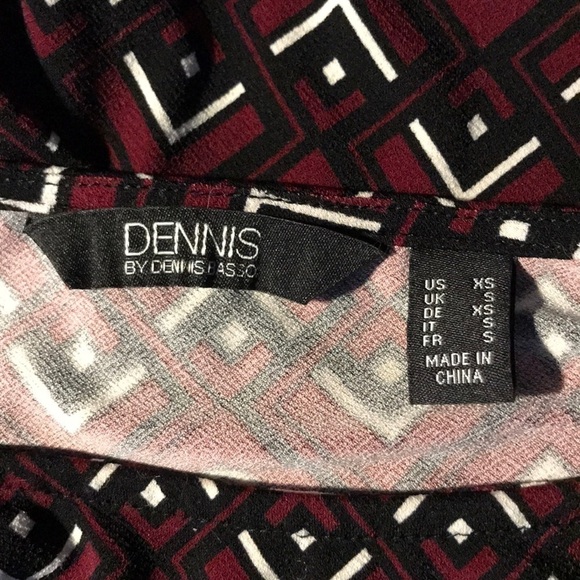 DENNIS
BY DENNIS BASSO
US XS
UK S
DE XS
IT S
FR S
MADE IN
CHINA